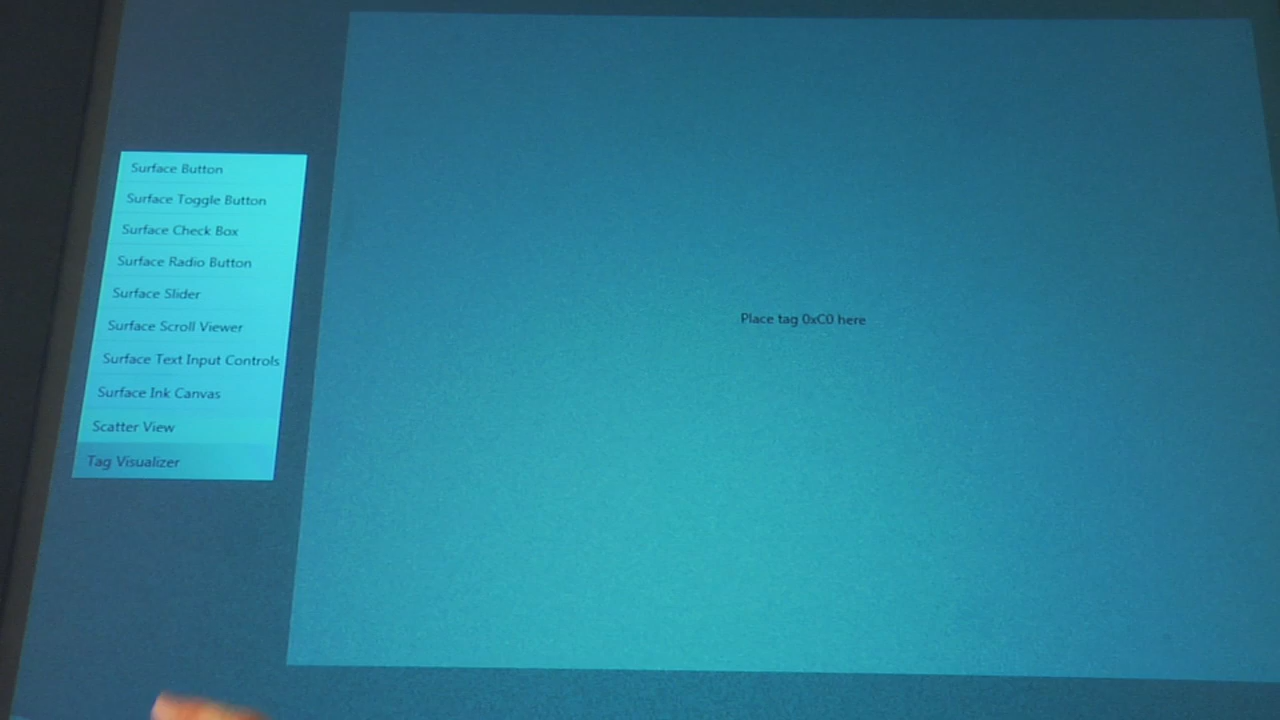 Surface Button
Surface Toggle Button
Surface Check Box
Surface Radio Button
Surface Slider
Surface Scroll Viewer
Surface Text Input Controls
Surface Ink Canvas
Scatter View
Tag Visualizer
Place tag 0xC0 here